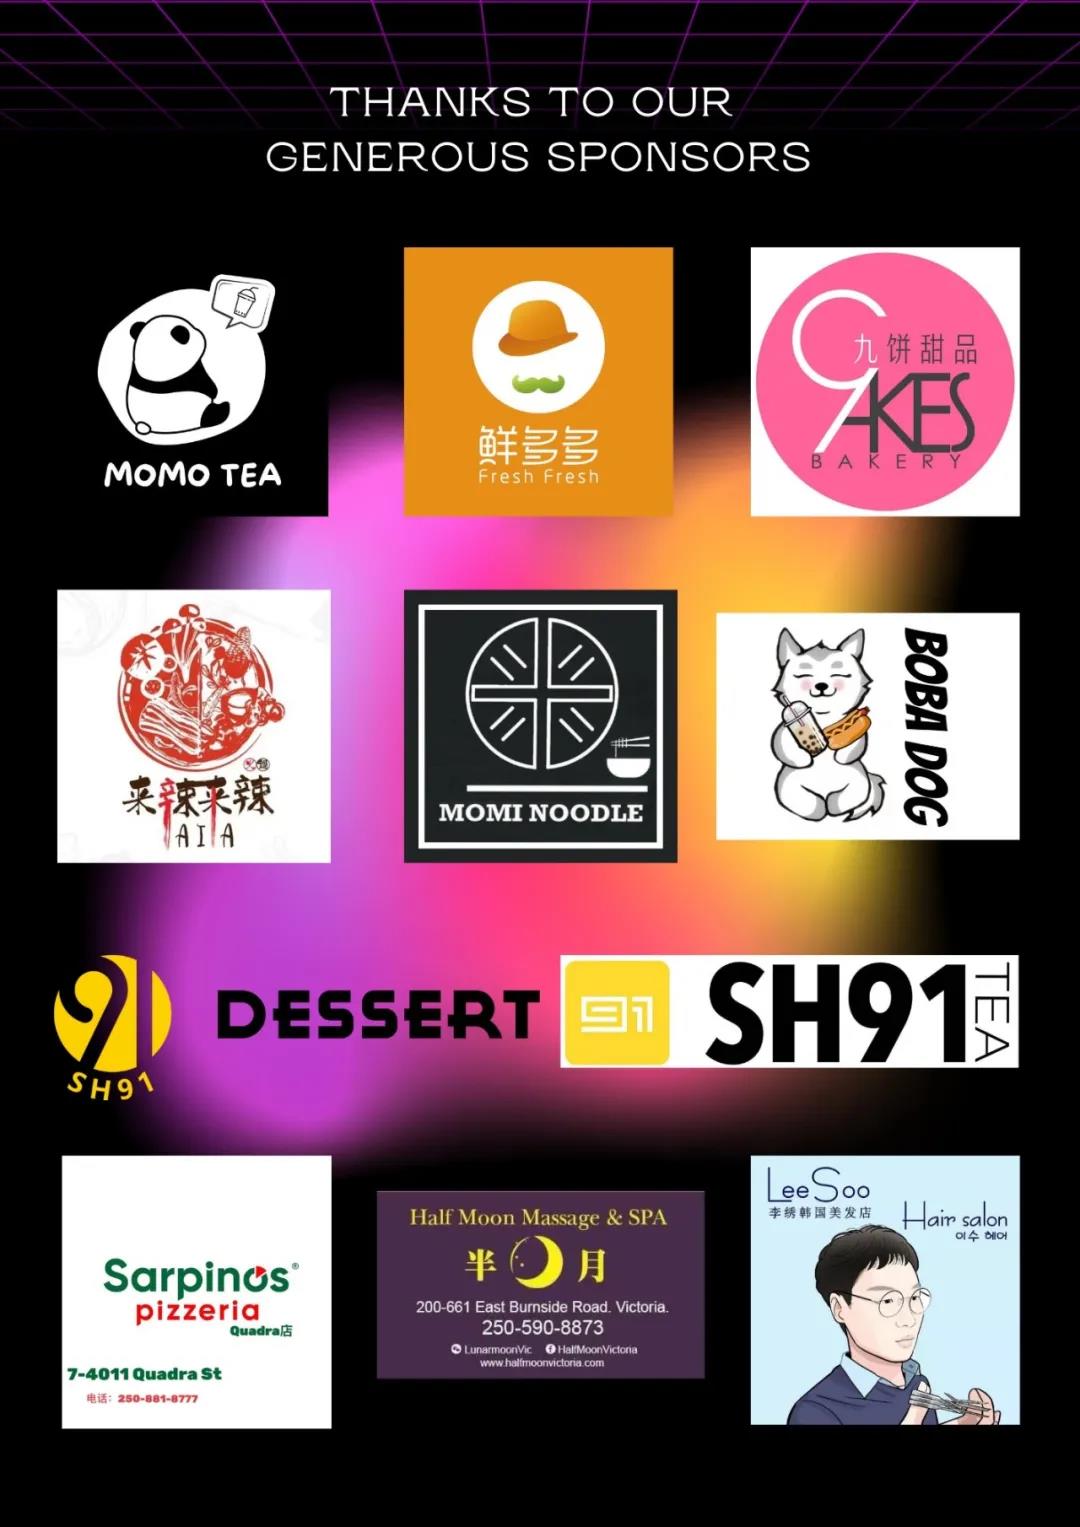 THANKS TO OUR
GENEROUS SPONSORS
MOMO TEA
鲜多多
Fresh Fresh
九饼甜品
9AKES
BAKERY
来辣来辣
MOMI NOODLE
BOBA DOG
91
SH91
DESSERT
91
SH91
TEA
Sarpinos®
pizzeria
Quadra店
7-4011 Quadra St
电话：250-881-8777
Half Moon Massage & SPA
半月
200-661 East Burnside Road. Victoria.
250-590-8873
LunarmoonVic HalfMoonVictoria
www.halfmoonvictoria.com
LeeSoo
李绣韩国美发店
Hair salon
이수 헤어